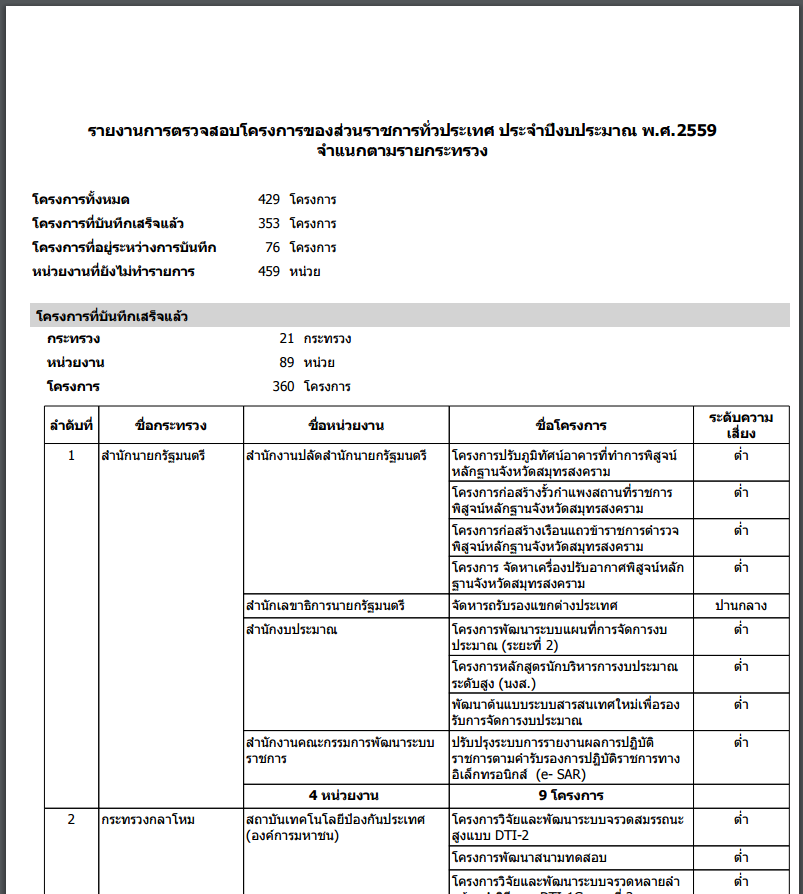 รายงานการตรวจสอบโครงการของส่วนราชการทั่วประเทศ ประจำปีงบประมาณ พ.ศ.2559
จำแนกตามรายกระทรวง
โครงการทั้งหมด 429 โครงการ
โครงการที่บันทึกเสร็จแล้ว 353 โครงการ
โครงการที่อยู่ระหว่างการบันทึก 76 โครงการ
หน่วยงานที่ยังไม่ทำรายการ 459 หน่วย
โครงการที่บันทึกเสร็จแล้ว
กระทรวง 21 กระทรวง
หน่วยงาน 89 หน่วย
โครงการ 360 โครงการ
ลำดับที่ ชื่อกระทรวง ชื่อหน่วยงาน ชื่อโครงการ ระดับความ
เสี่ยง
1 สำนักนายกรัฐมนตรี สำนักงานปลัดสำนักนายกรัฐมนตรี โครงการปรับภูมิทัศน์อาคารที่ทำการพิสูจน์ ต่ำ
หลักฐานจังหวัดสมุทรสงคราม
โครงการก่อสร้างรั้วกำแพงสถานที่ราชการ ต่ำ
พิสูจน์หลักฐานจังหวัดสมุทรสงคราม
โครงการก่อสร้างเรือนแถวข้าราชการตำรวจ ต่ำ
พิสูจน์หลักฐานจังหวัดสมุทรสงคราม
โครงการ จัดหาเครื่องปรับอากาศพิสูจน์หลัก ต่ำ
ฐานจังหวัดสมุทรสงคราม
สำนักเลขาธิการนายกรัฐมนตรี จัดหารถรับรองแขกต่างประเทศ ปานกลาง
สำนักงบประมาณ โครงการพัฒนาระบบแผนที่การจัดการงบ ต่ำ
ประมาณ (ระยะที่ 2)
โครงการหลักสูตรนักบริหารการงบประมาณ ต่ำ
ระดับสูง (นงส.)
พัฒนาต้นแบบระบบสารสนเทศใหม่เพื่อรอง ต่ำ
รับการจัดการงบประมาณ
สำนักงานคณะกรรมการการพัฒนาระบบ ปรับปรุงระบบการรายงานผลการปฏิบัติ ต่ำ
ราชการ ราชการตามคำรับรองการปฏิบัติราชการทาง
อิเล็กทรอนิกส์ (e- SAR)
4 หน่วยงาน 9 โครงการ
2 กระทรวงกลาโหม สถาบันเทคโนโลยีป้องกันประเทศ โครงการวิจัยและพัฒนาระบบจรวดสมรรถนะ ต่ำ
(องค์การมหาชน) สูงแบบ DTI-2
โครงการพัฒนาสนามทดสอบ ต่ำ
โครงการวิจัยและพัฒนาระบบจรวดหลายลำ ต่ำ